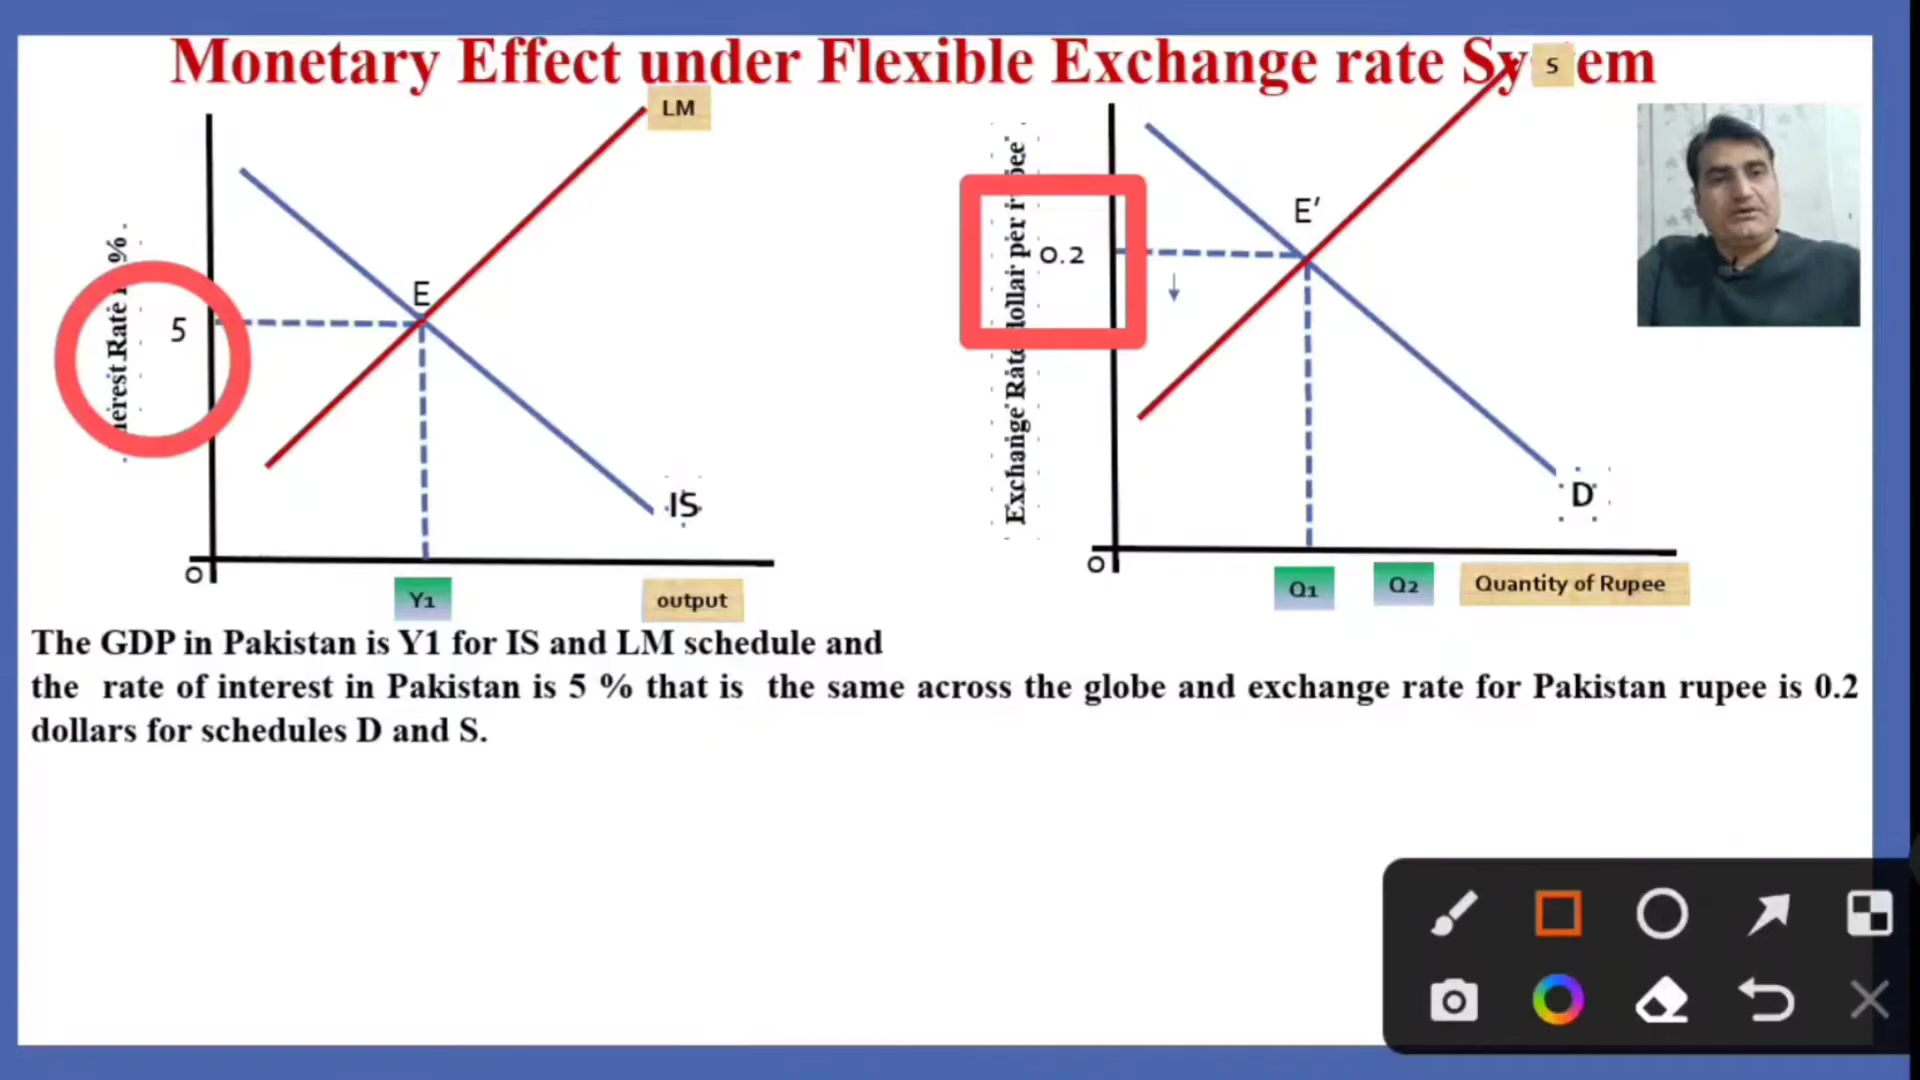 Monetary Effect under Flexible Exchange rate System
S
LM
E
5
IS
O
Y1
output
Exchange Rate dollar per rupee
0.2
E′
D
O
Q1
Q2
Quantity of Rupee
The GDP in Pakistan is Y1 for IS and LM schedule and
the rate of interest in Pakistan is 5 % that is the same across the globe and exchange rate for Pakistan rupee is 0.2
dollars for schedules D and S.